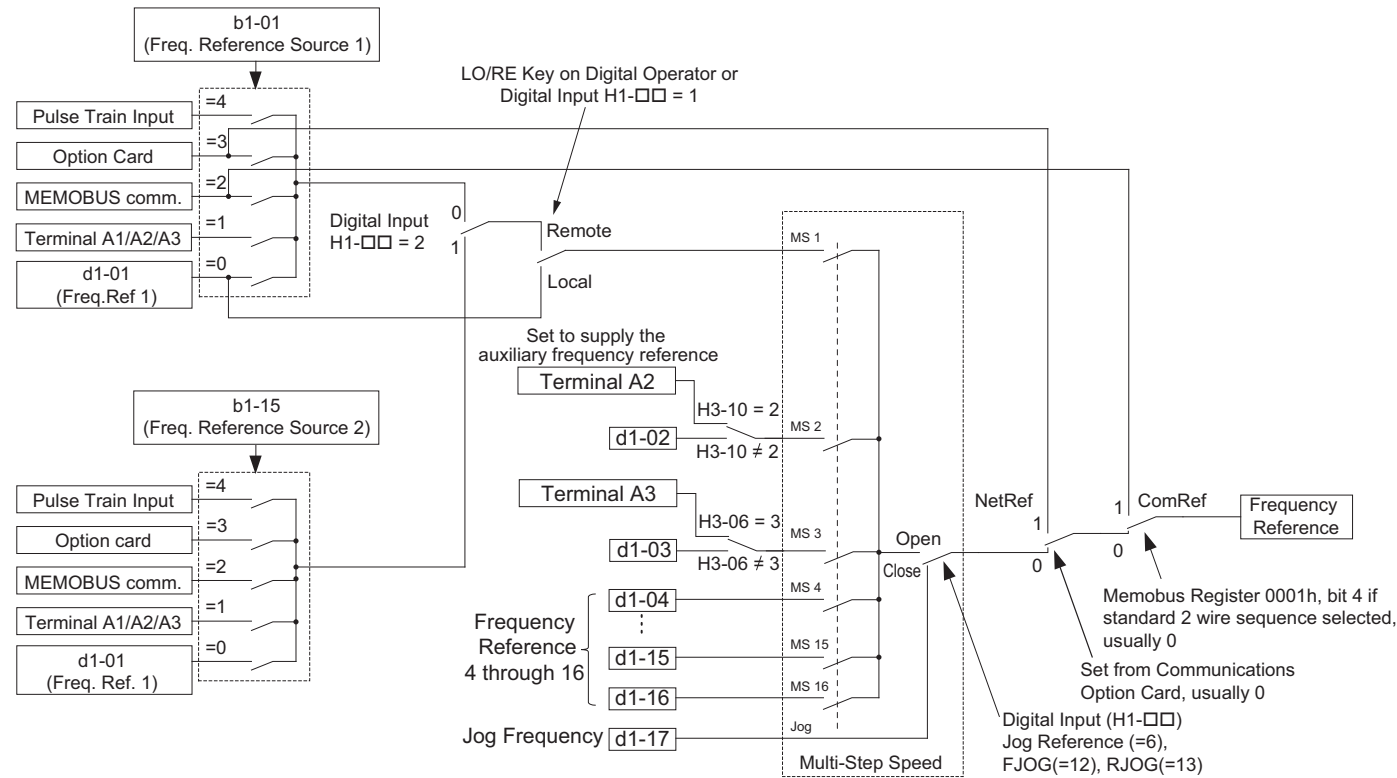 b1-01
(Freq. Reference Source 1)
=4
Pulse Train Input
=3
Option Card
=2
MEMOBUS comm.
=1
Terminal A1/A2/A3
=0
d1-01
(Freq.Ref 1)
LO/RE Key on Digital Operator or
Digital Input H1-□□ = 1
Digital Input
H1-□□ = 2
0
1
Remote
Local
b1-15
(Freq. Reference Source 2)
=4
Pulse Train Input
=3
Option card
=2
MEMOBUS comm.
=1
Terminal A1/A2/A3
=0
d1-01
(Freq. Ref. 1)
Set to supply the
auxiliary frequency reference
Terminal A2
H3-10 = 2
d1-02
H3-10 ≠ 2
Terminal A3
H3-06 = 3
d1-03
H3-06 ≠ 3
Frequency
Reference
4 through 16
d1-04
d1-15
d1-16
Jog Frequency
d1-17
MS 1
MS 2
MS 3
MS 4
MS 15
MS 16
Jog
Multi-Step Speed
Open
Close
NetRef
1
0
1
0
ComRef
Frequency
Reference
Memobus Register 0001h, bit 4 if
standard 2 wire sequence selected,
usually 0
Set from Communications
Option Card, usually 0
Digital Input (H1-□□)
Jog Reference (=6),
FJOG(=12), RJOG(=13)